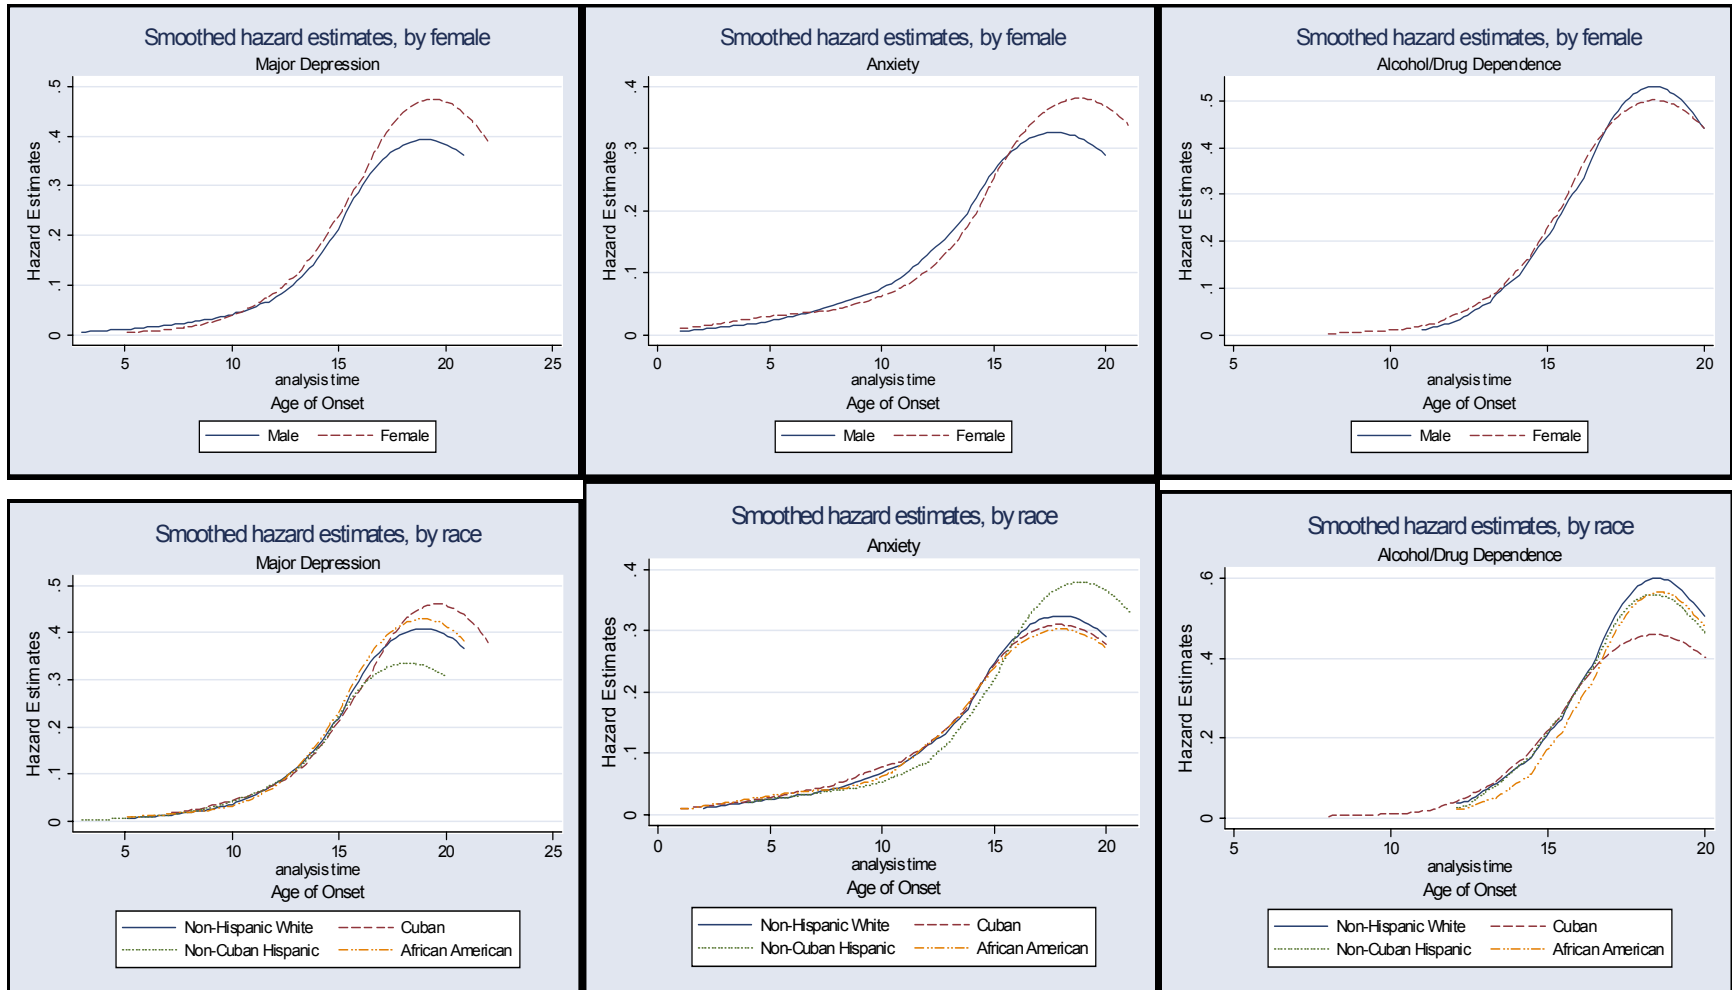 Smoothed hazard estimates, by female
Major Depression
Hazard Estimates
0 .1 .2 .3 .4 .5
5 10 15 20 25
analysis time
Age of Onset
Male Female
Smoothed hazard estimates, by female
Anxiety
Hazard Estimates
0 .1 .2 .3 .4
0 5 10 15 20
analysis time
Age of Onset
Male Female
Smoothed hazard estimates, by female
Alcohol/Drug Dependence
Hazard Estimates
0 .1 .2 .3 .4 .5
5 10 15 20
analysis time
Age of Onset
Male Female
Smoothed hazard estimates, by race
Major Depression
Hazard Estimates
0 .1 .2 .3 .4 .5
5 10 15 20 25
analysis time
Age of Onset
Non-Hispanic White Cuban
Non-Cuban Hispanic African American
Smoothed hazard estimates, by race
Anxiety
Hazard Estimates
0 .1 .2 .3 .4
0 5 10 15 20
analysis time
Age of Onset
Non-Hispanic White Cuban
Non-Cuban Hispanic African American
Smoothed hazard estimates, by race
Alcohol/Drug Dependence
Hazard Estimates
0 .2 .4 .6
5 10 15 20
analysis time
Age of Onset
Non-Hispanic White Cuban
Non-Cuban Hispanic African American